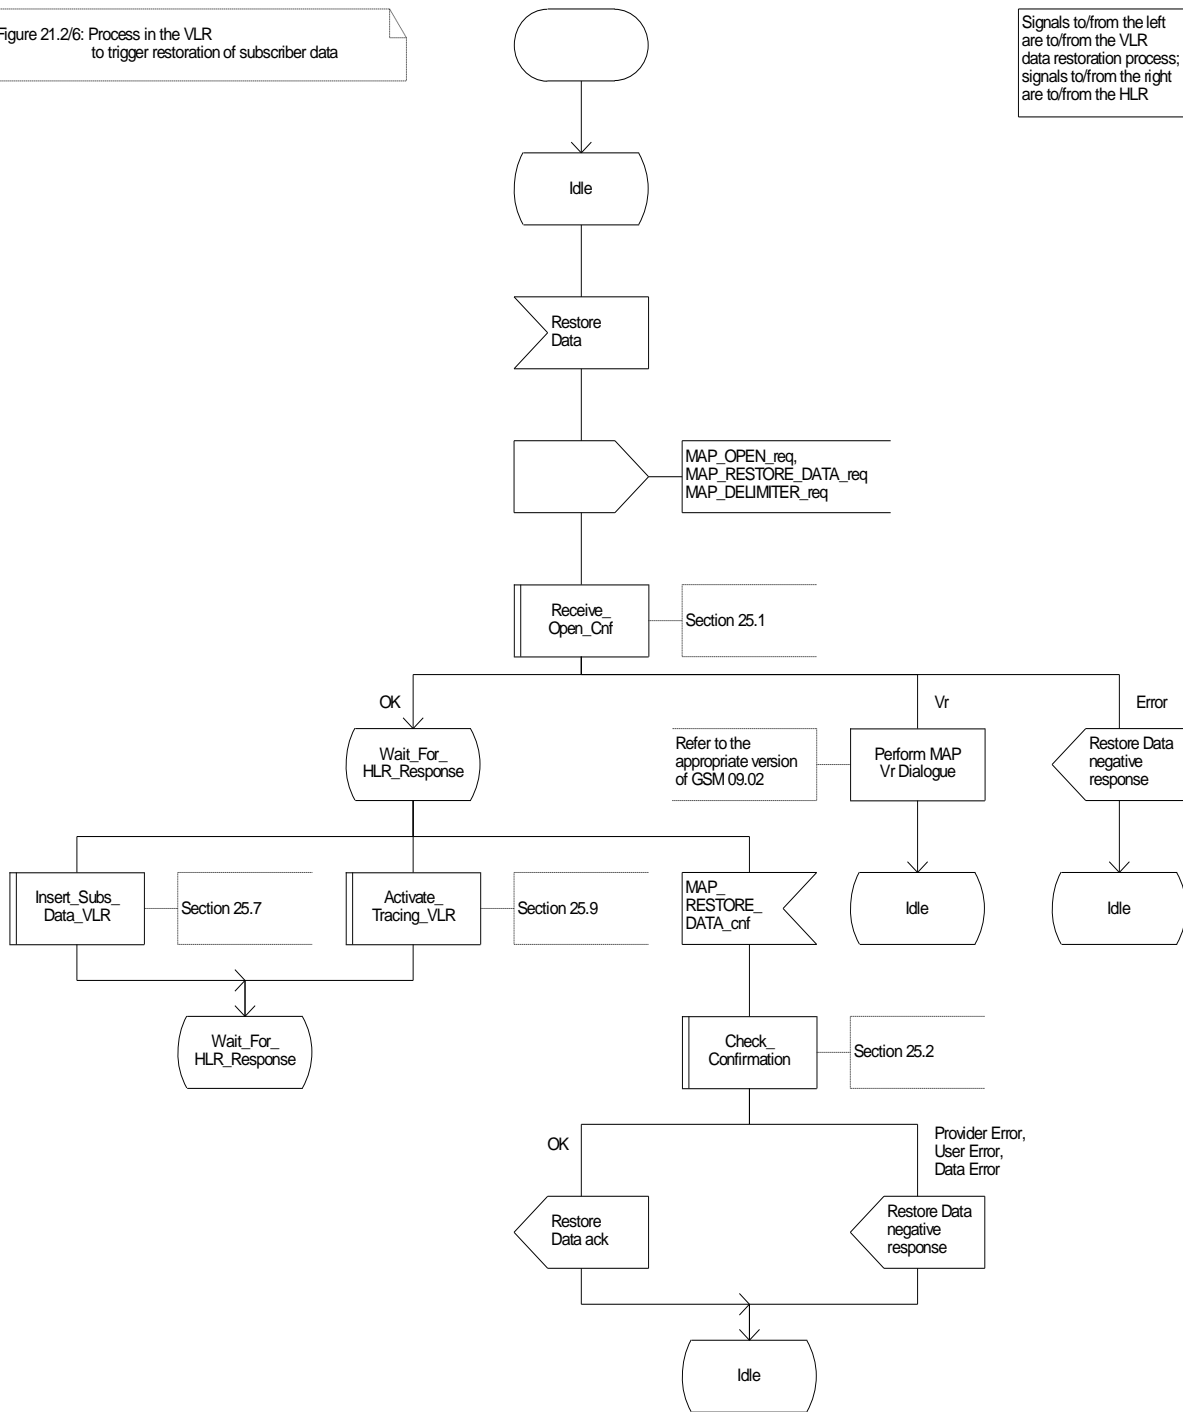 Figure 21.2/6: Process in the VLR
to trigger restoration of subscriber data
Signals to/from the left
are to/from the VLR
data restoration process;
signals to/from the right
are to/from the HLR
Idle
Restore
Data
MAP_OPEN_req,
MAP_RESTORE_DATA_req
MAP_DELIMITER_req
Receive_
Open_Cnf
Section 25.1
OK
Vr
Error
Wait_For_
HLR_Response
Refer to the
appropriate version
of GSM 09.02
Perform MAP
Vr Dialogue
Restore Data
negative
response
Insert_Subs_
Data_VLR
Section 25.7
Activate_
Tracing_VLR
Section 25.9
MAP_
RESTORE_
DATA_cnf
Idle
Idle
Wait_For_
HLR_Response
Check_
Confirmation
Section 25.2
OK
Provider Error,
User Error,
Data Error
Restore
Data ack
Restore Data
negative
response
Idle